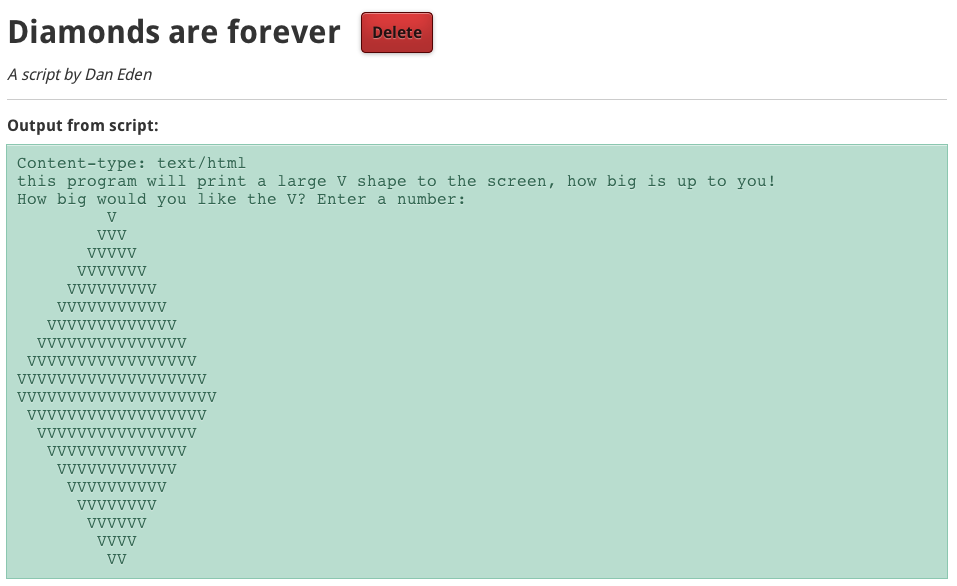 Diamonds are forever Delete
A script by Dan Eden
Output from script:
Content-type: text/html
this program will print a large V shape to the screen, how big is up to you!
How big would you like the V? Enter a number:
         V
        VVV
       VVVVV
      VVVVVVV
     VVVVVVVVV
    VVVVVVVVVVV
   VVVVVVVVVVVVV
  VVVVVVVVVVVVVVV
 VVVVVVVVVVVVVVVVV
VVVVVVVVVVVVVVVVVVV
VVVVVVVVVVVVVVVVVVVV
 VVVVVVVVVVVVVVVVVV
  VVVVVVVVVVVVVVVV
   VVVVVVVVVVVVVV
    VVVVVVVVVVVV
     VVVVVVVVVV
      VVVVVVVV
       VVVVVV
        VVVV
         VV